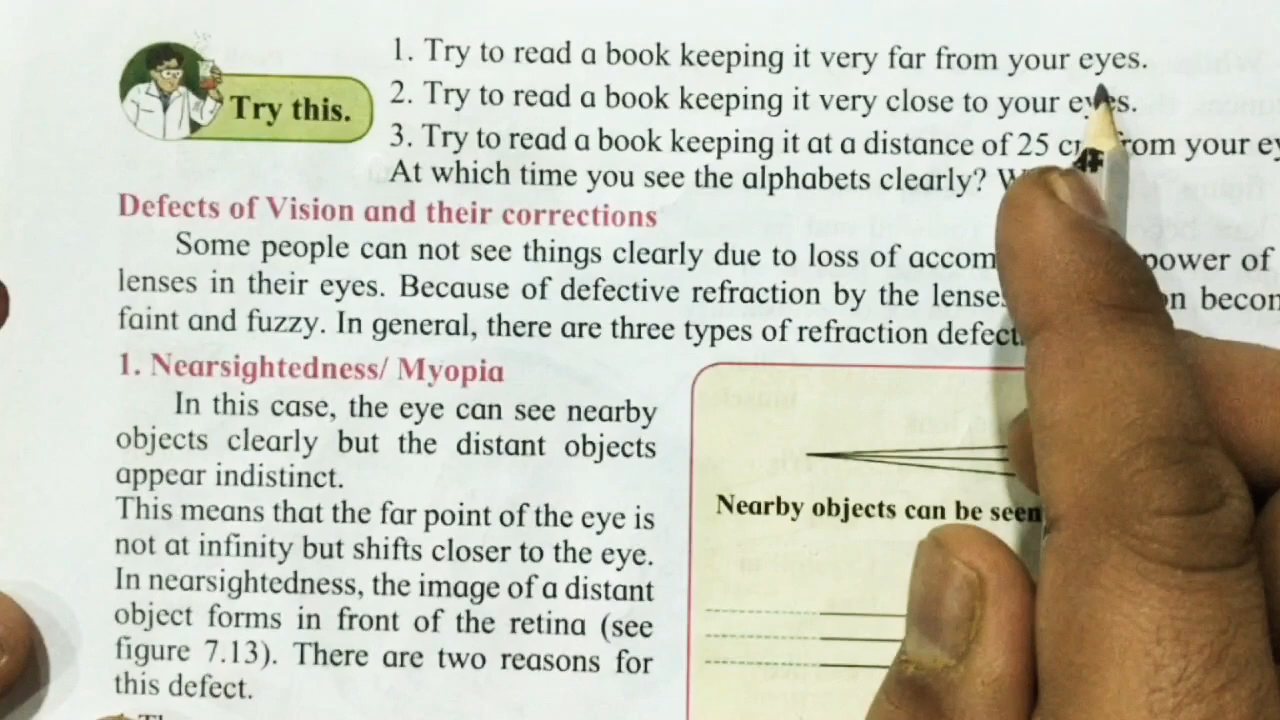 1. Try to read a book keeping it very far from your eyes.
2. Try to read a book keeping it very close to your eyes.
Try this.
3. Try to read a book keeping it at a distance of 25 from your
At which time you see the alphabets clearly?
Defects of Vision and their corrections
Some people can not see things clearly due to loss of power of
lenses in their eyes. Because of defective refraction by the
faint and fuzzy. In general, there are three types of refraction
1. Nearsightedness/ Myopia
In this case, the eye can see nearby
objects clearly but the distant objects
appear indistinct.
This means that the far point of the eye is
not at infinity but shifts closer to the eye.
In nearsightedness, the image of a distant
object forms in front of the retina (see
figure 7.13). There are two reasons for
this defect.
Nearby objects can be seen